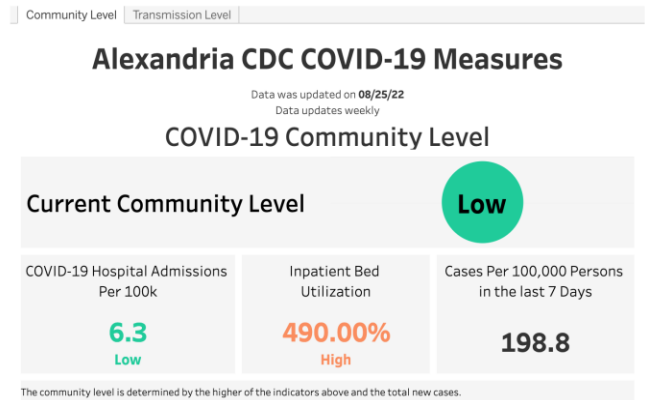 Community Level
Transmission Level
Alexandria CDC COVID-19 Measures
Data was updated on 08/25/22
Data updates weekly
COVID-19 Community Level
Current Community Level
Low
COVID-19 Hospital Admissions
Per 100k
6.3
Low
Inpatient Bed
Utilization
490.00%
High
Cases Per 100,000 Persons
in the last 7 Days
198.8
The community level is determined by the higher of the indicators above and the total new cases.